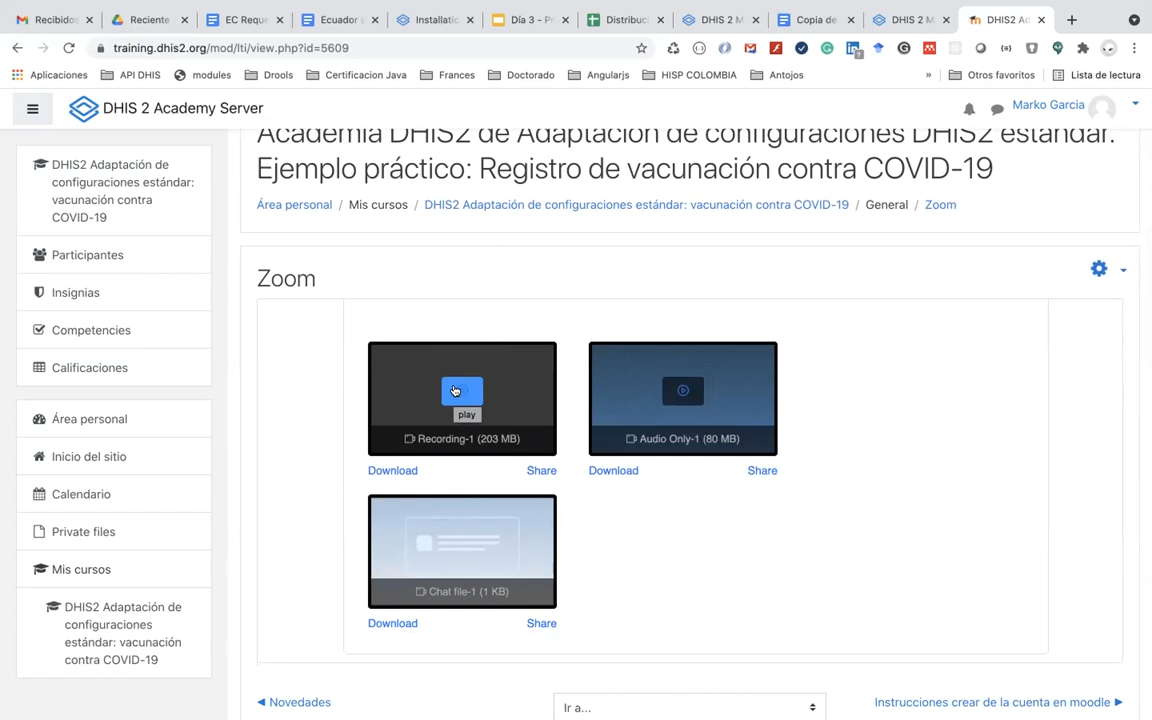 Recibidos
Reciente
EC Reque
Ecuador e
Installatio
Día 3 - Pr
Distribuci
DHIS 2 M
Copia de
DHIS 2 M
DHIS2 Ad
training.dhis2.org/mod/lti/view.php?id=5609
Aplicaciones
API DHIS
modules
Drools
Certificacion Java
Frances
Doctorado
Angularjs
HISP COLOMBIA
Antojos
»
Otros favoritos
Lista de lectura
DHIS 2 Academy Server
Marko Garcia
Academia DHIS2 de Adaptación de configuraciones DHIS2 estándar.
Ejemplo práctico: Registro de vacunación contra COVID-19
Área personal / Mis cursos / DHIS2 Adaptación de configuraciones estándar: vacunación contra COVID-19 / General / Zoom
DHIS2 Adaptación de
configuraciones
estándar:
vacunación contra
COVID-19
Participantes
Insignias
Competencies
Calificaciones
Área personal
Inicio del sitio
Calendario
Private files
Mis cursos
DHIS2 Adaptación de
configuraciones
estándar: vacunación
contra COVID-19
Zoom
play
Recording-1 (203 MB)
Download
Share
Audio Only-1 (80 MB)
Download
Share
Chat file-1 (1 KB)
Download
Share
◀ Novedades
Ir a...
Instrucciones crear de la cuenta en moodle ▶